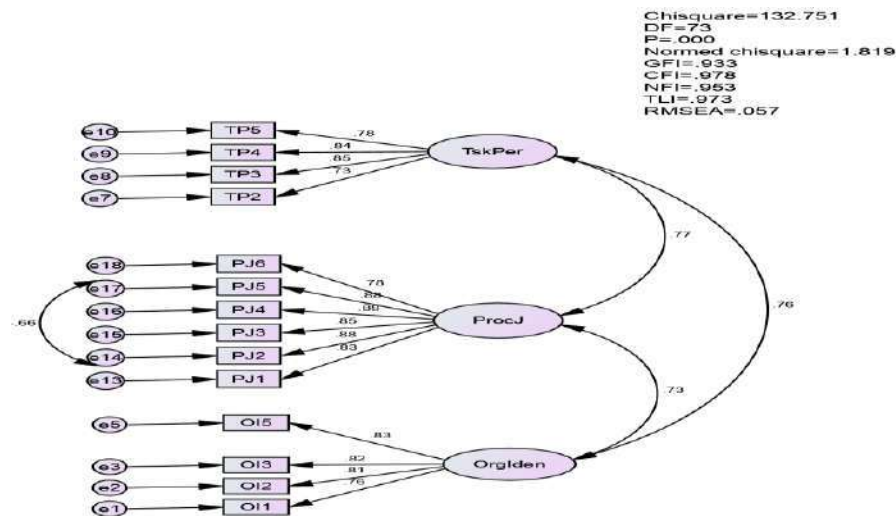 Chisquare=132.751
DF=73
P=.000
Normed chisquare=1.819
GFI=.933
CFI=.978
NFI=.953
TLI=.973
RMSEA=.057
e10 TP5 .78
e9 TP4 .84 TskPer
e8 TP3 .85
e7 TP2 .73
.77
.76
e18 PJ6 .78
e17 PJ5 .88
e16 PJ4
.66 e15 PJ3 .85 ProcJ
e14 PJ2 .88
e13 PJ1 .83
.73
e5 OI5 .83
e3 OI3 .82 OrgIden
e2 OI2 .81
e1 OI1 .76